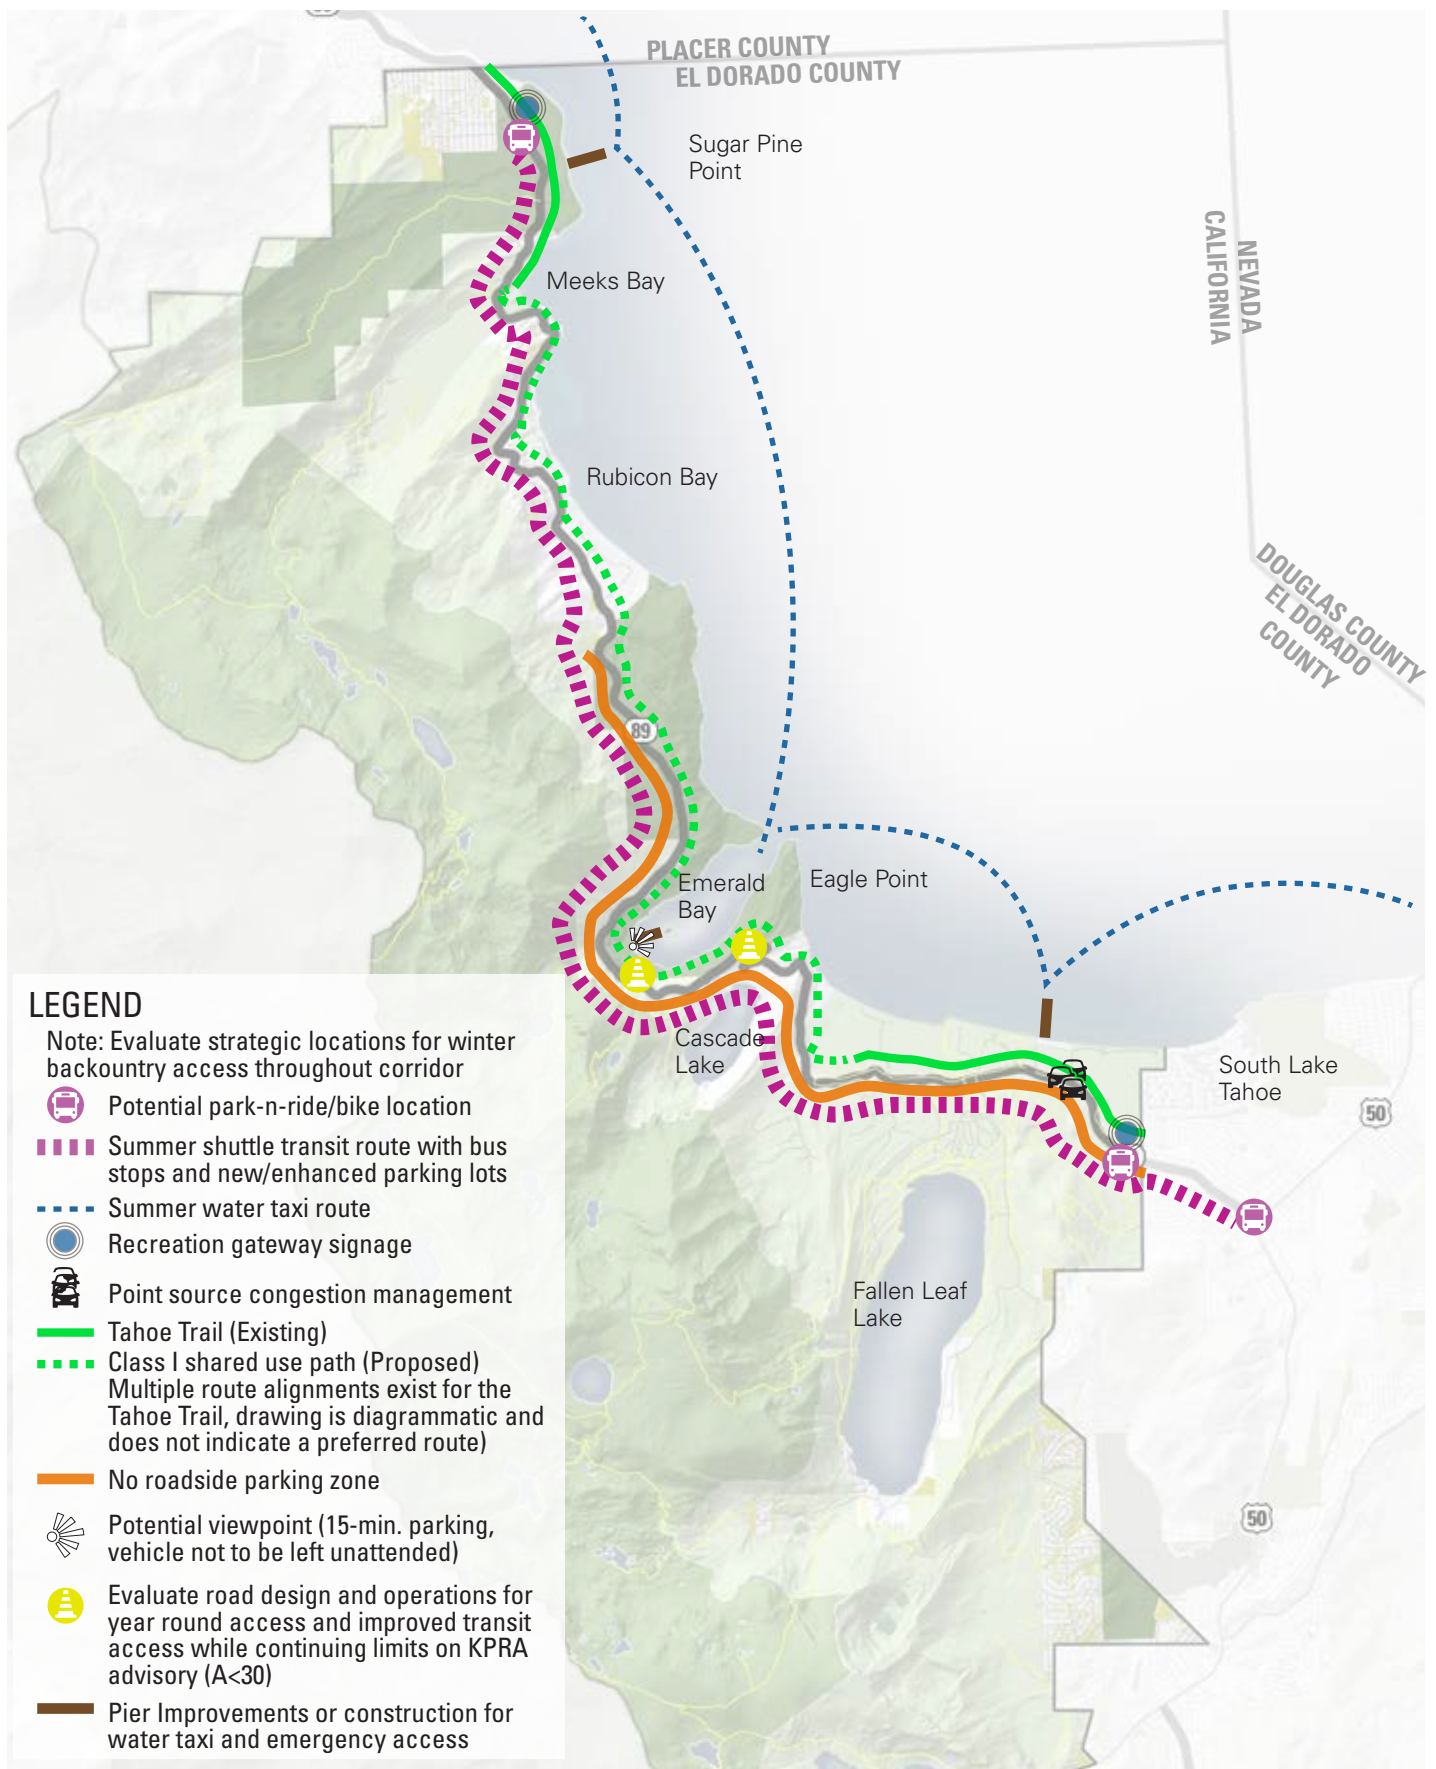 PLACER COUNTY
EL DORADO COUNTY
Sugar Pine
Point
NEVADA
CALIFORNIA
Meeks Bay
Rubicon Bay
DOUGLAS COUNTY
EL DORADO
COUNTY
89
Emerald
Bay
Eagle Point
Cascade
Lake
South Lake
Tahoe
50
Fallen Leaf
Lake
50
LEGEND
Note: Evaluate strategic locations for winter
backountry access throughout corridor
Potential park-n-ride/bike location
Summer shuttle transit route with bus
stops and new/enhanced parking lots
Summer water taxi route
Recreation gateway signage
Point source congestion management
Tahoe Trail (Existing)
Class I shared use path (Proposed)
Multiple route alignments exist for the
Tahoe Trail, drawing is diagrammatic and
does not indicate a preferred route)
No roadside parking zone
Potential viewpoint (15-min. parking,
vehicle not to be left unattended)
Evaluate road design and operations for
year round access and improved transit
access while continuing limits on KPRA
advisory (A<30)
Pier Improvements or construction for
water taxi and emergency access